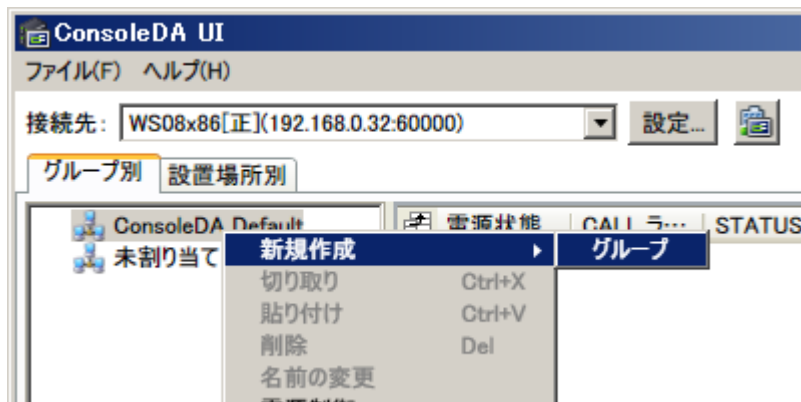 ConsoleDA UI
ファイル(F) ヘルプ(H)
接続先: WS08x86[正](192.168.0.32:60000) 設定...
グループ別 設置場所別
ConsoleDA Default 電源状態 CALL ラ... STATUS
未割り当て 新規作成 グループ
切り取り Ctrl+X
貼り付け Ctrl+V
削除 Del
名前の変更